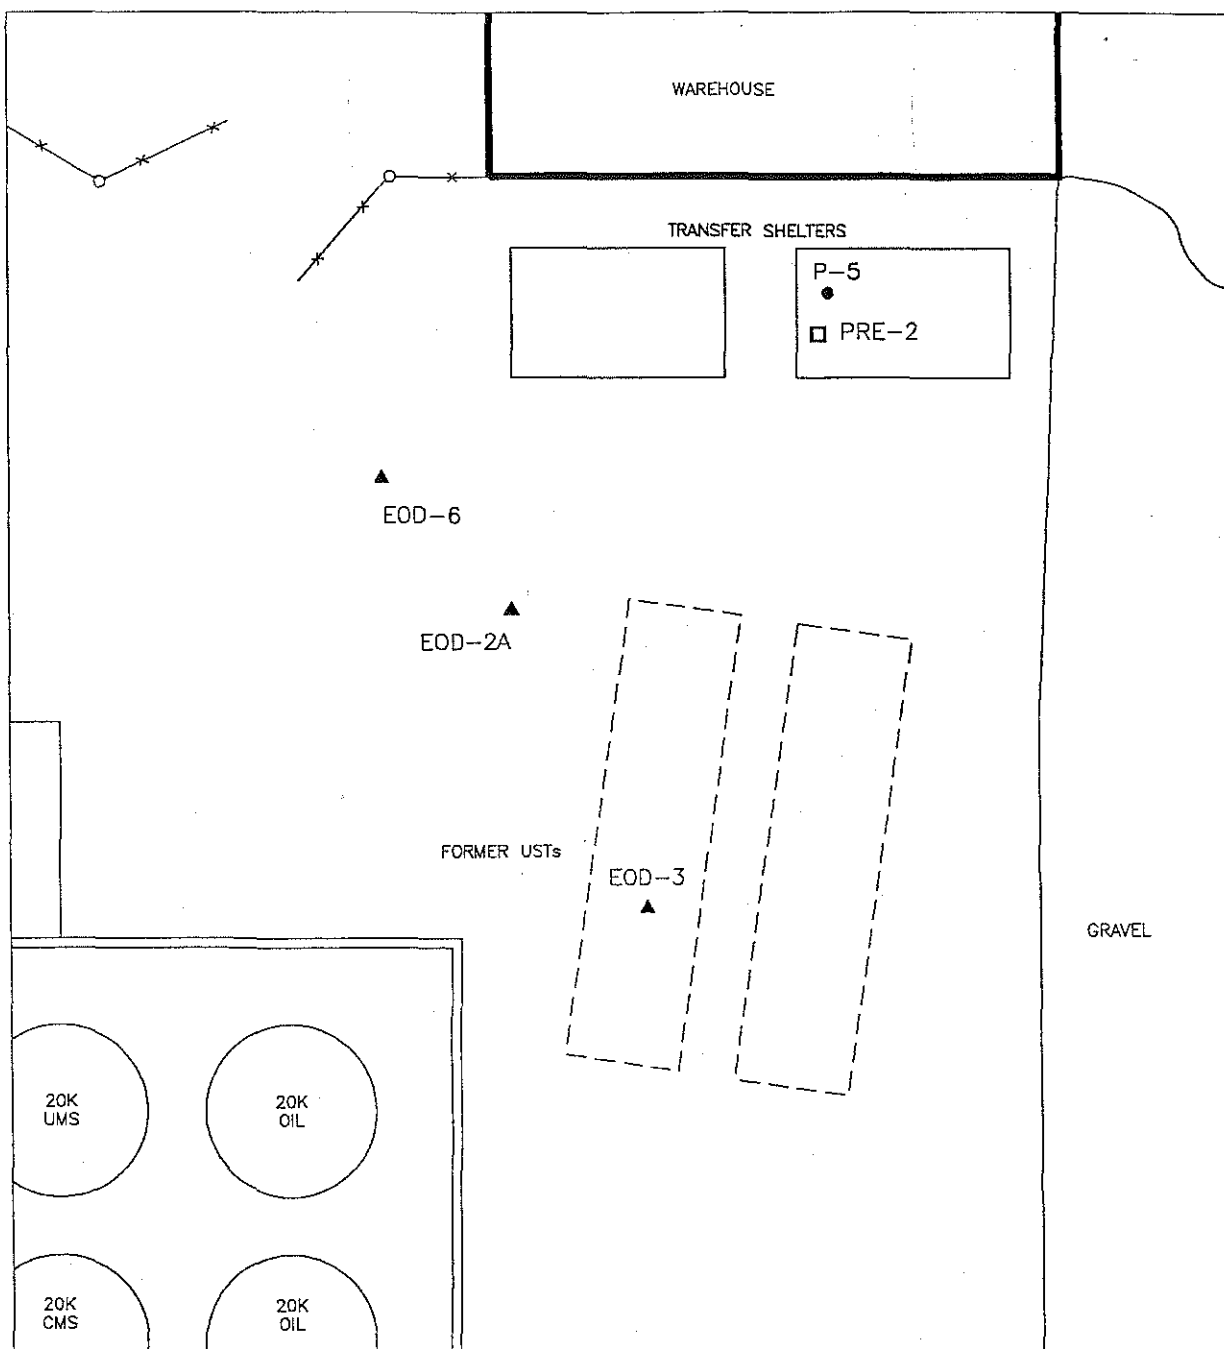 WAREHOUSE
TRANSFER SHELTERS
P-5
PRE-2
EOD-6
EOD-2A
FORMER USTs
EOD-3
GRAVEL
20K
UMS
20K
OIL
20K
CMS
20K
OIL